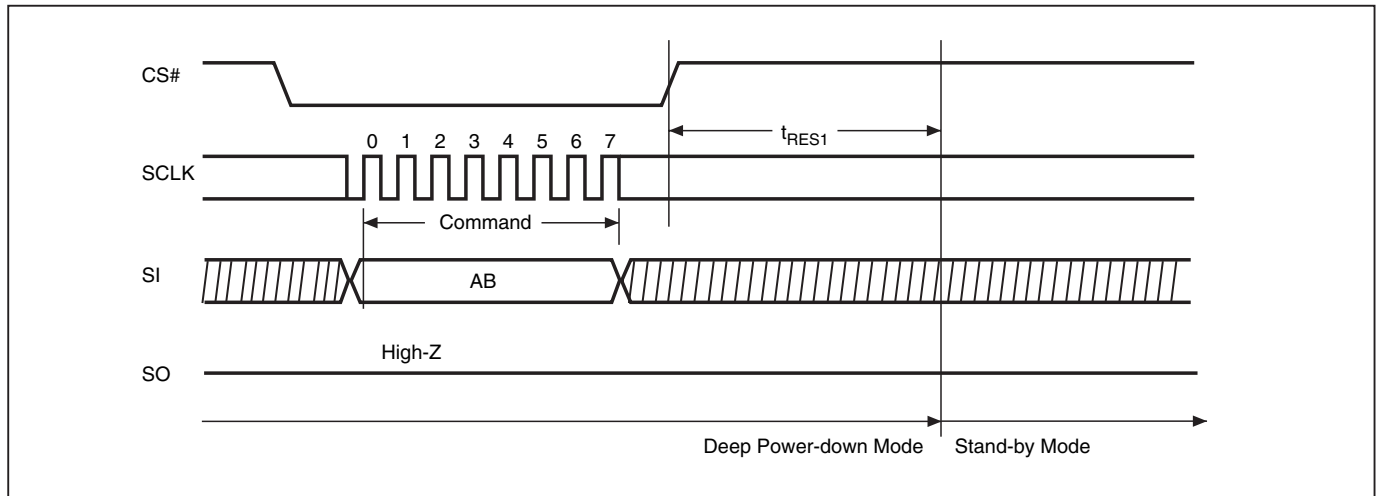 CS#
t_RES1
0 1 2 3 4 5 6 7
SCLK
Command
SI
AB
High-Z
SO
Deep Power-down Mode
Stand-by Mode